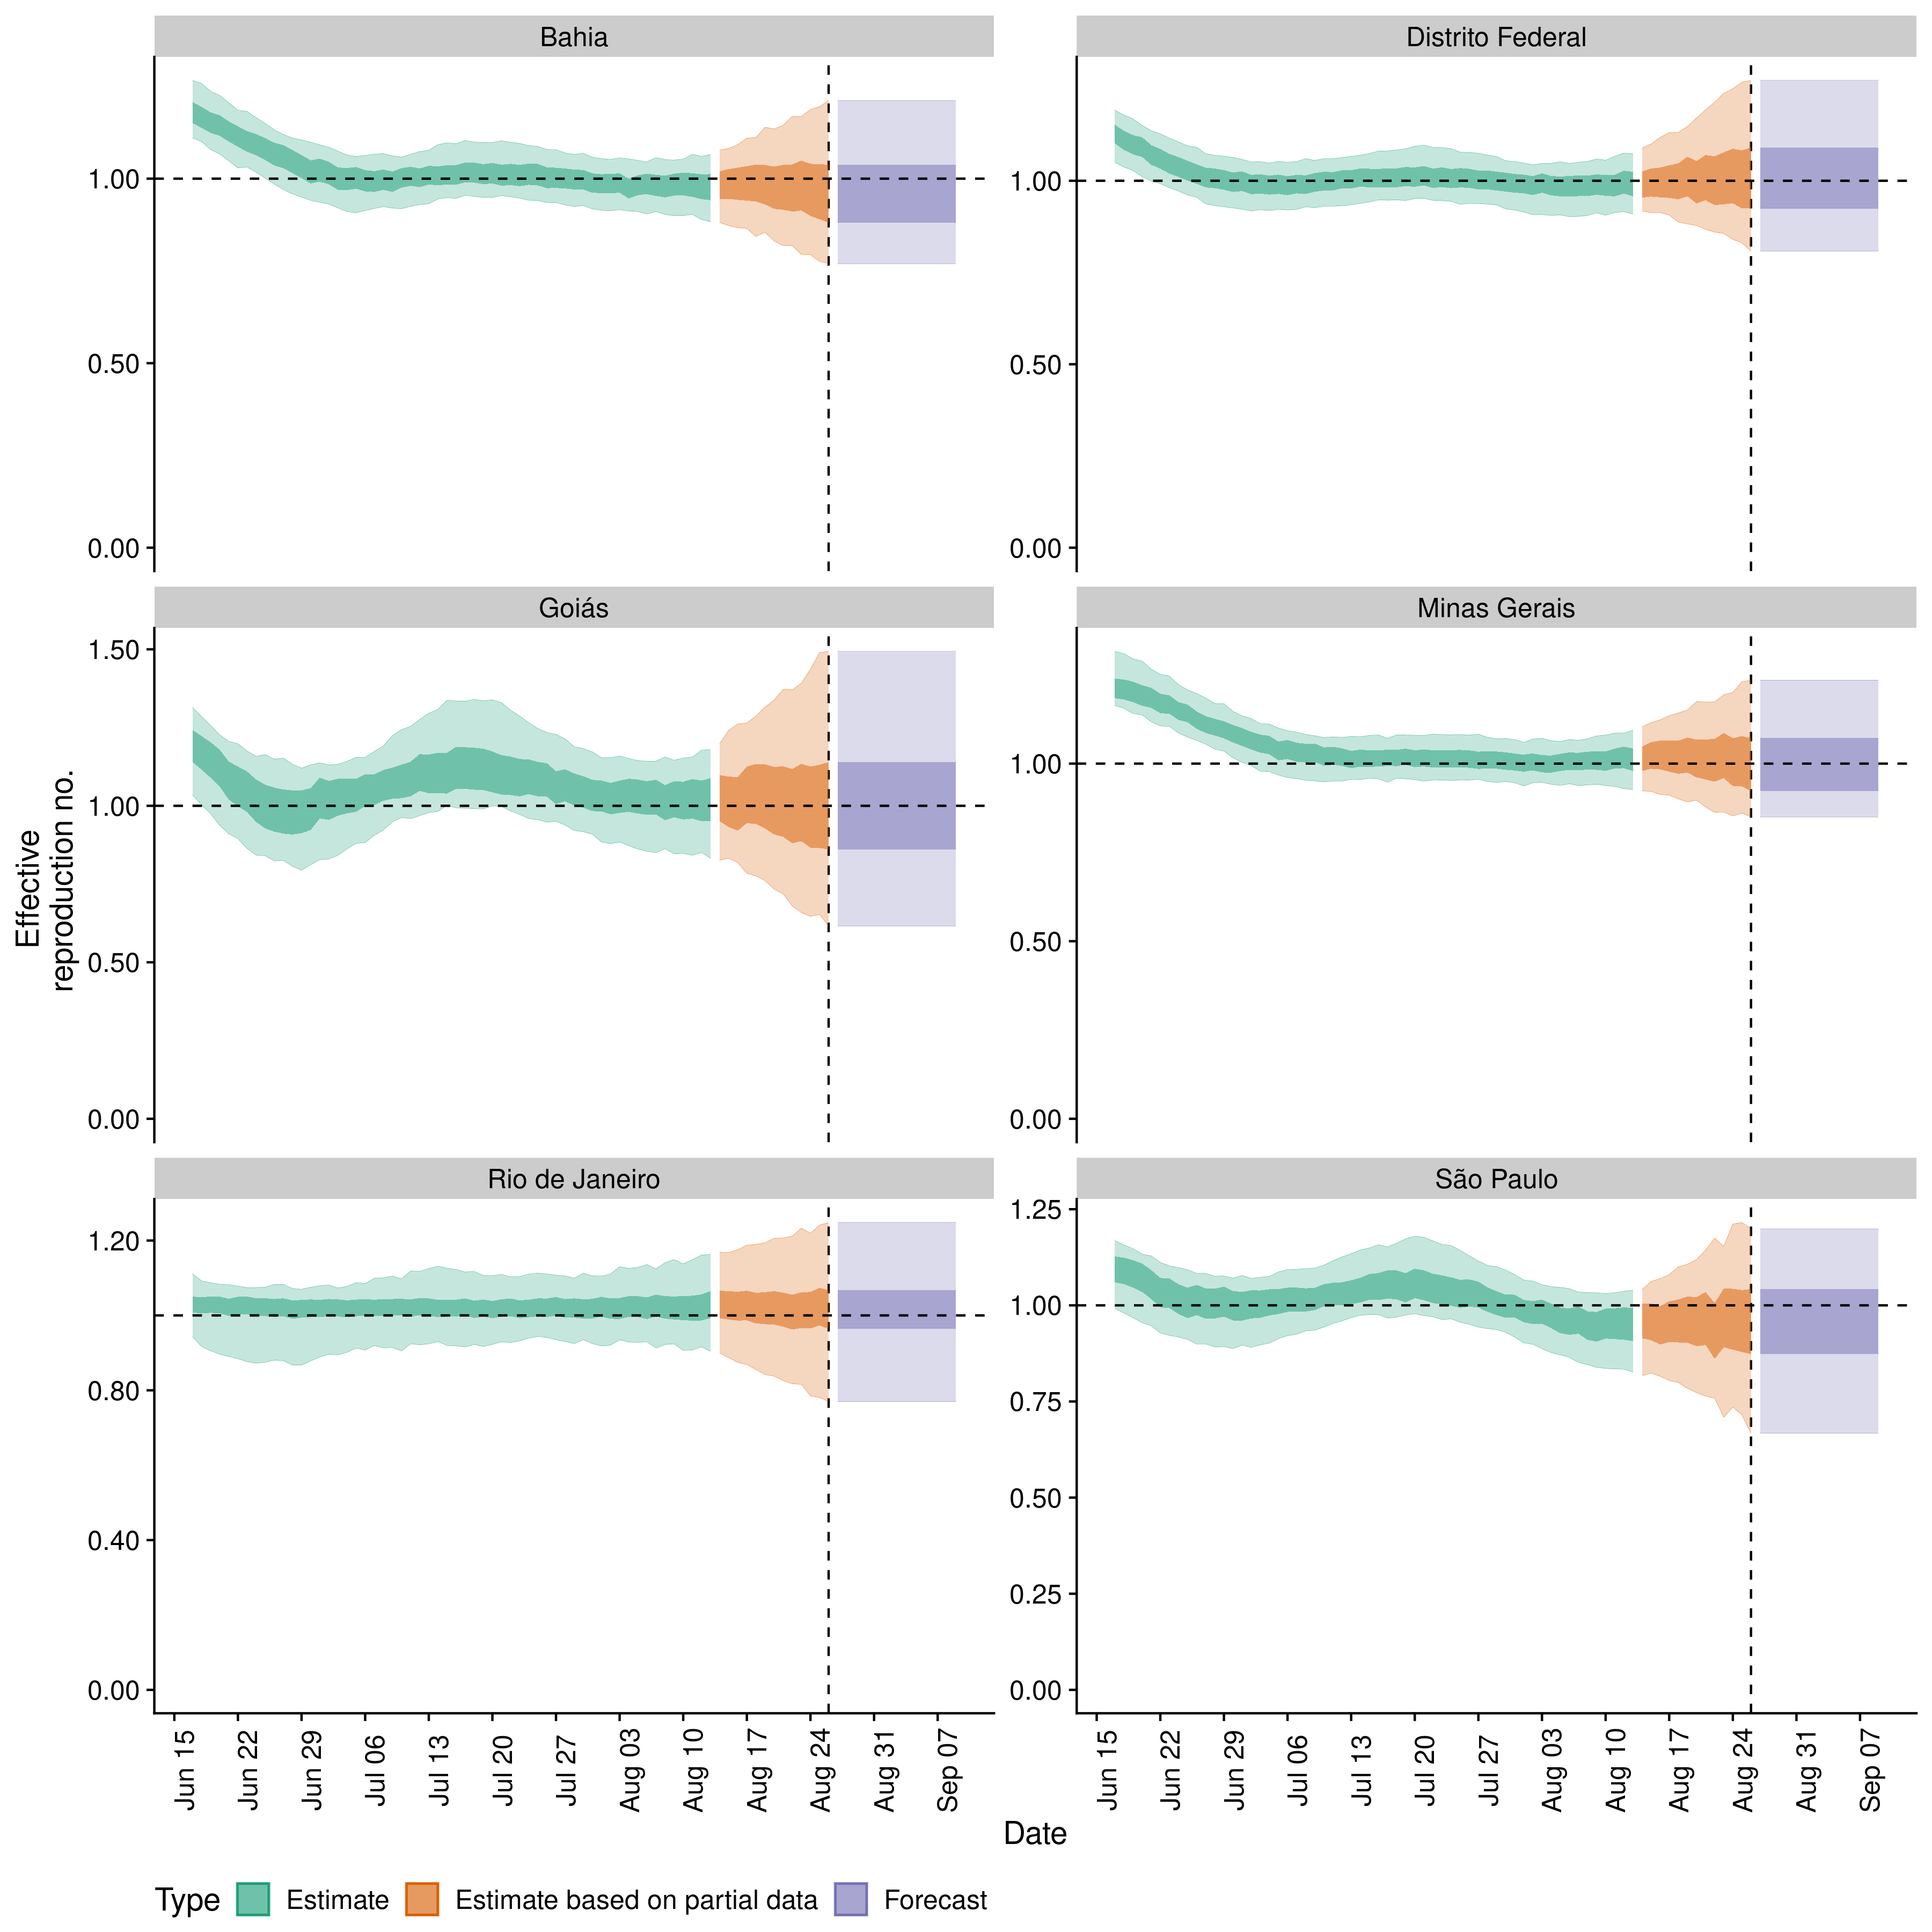 Bahia
Distrito Federal
1.00
0.50
0.00
1.00
0.50
0.00
Goiás
Minas Gerais
1.50
1.00
0.50
0.00
1.00
0.50
0.00
Effective
reproduction no.
Rio de Janeiro
São Paulo
1.20
0.80
0.40
0.00
1.25
1.00
0.75
0.50
0.25
0.00
Jun 15
Jun 22
Jun 29
Jul 06
Jul 13
Jul 20
Jul 27
Aug 03
Aug 10
Aug 17
Aug 24
Aug 31
Sep 07
Jun 15
Jun 22
Jun 29
Jul 06
Jul 13
Jul 20
Jul 27
Aug 03
Aug 10
Aug 17
Aug 24
Aug 31
Sep 07
Date
Type Estimate Estimate based on partial data Forecast